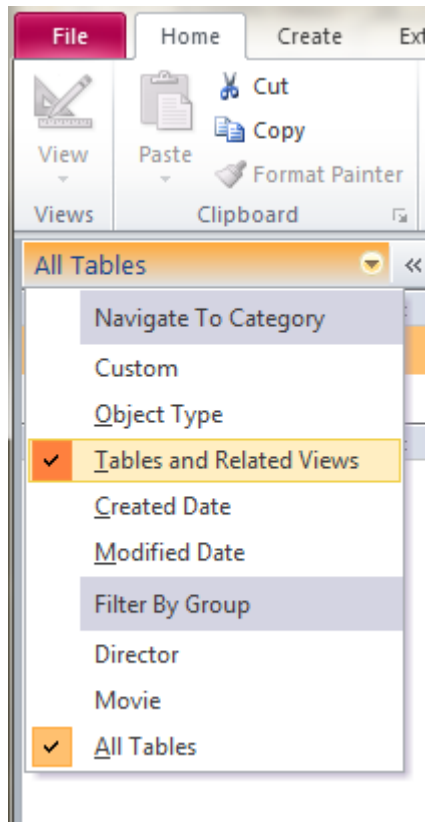 File Home Create Ext
Cut
Copy
View Paste Format Painter
Views Clipboard
All Tables
Navigate To Category
Custom
Object Type
Tables and Related Views
Created Date
Modified Date
Filter By Group
Director
Movie
All Tables